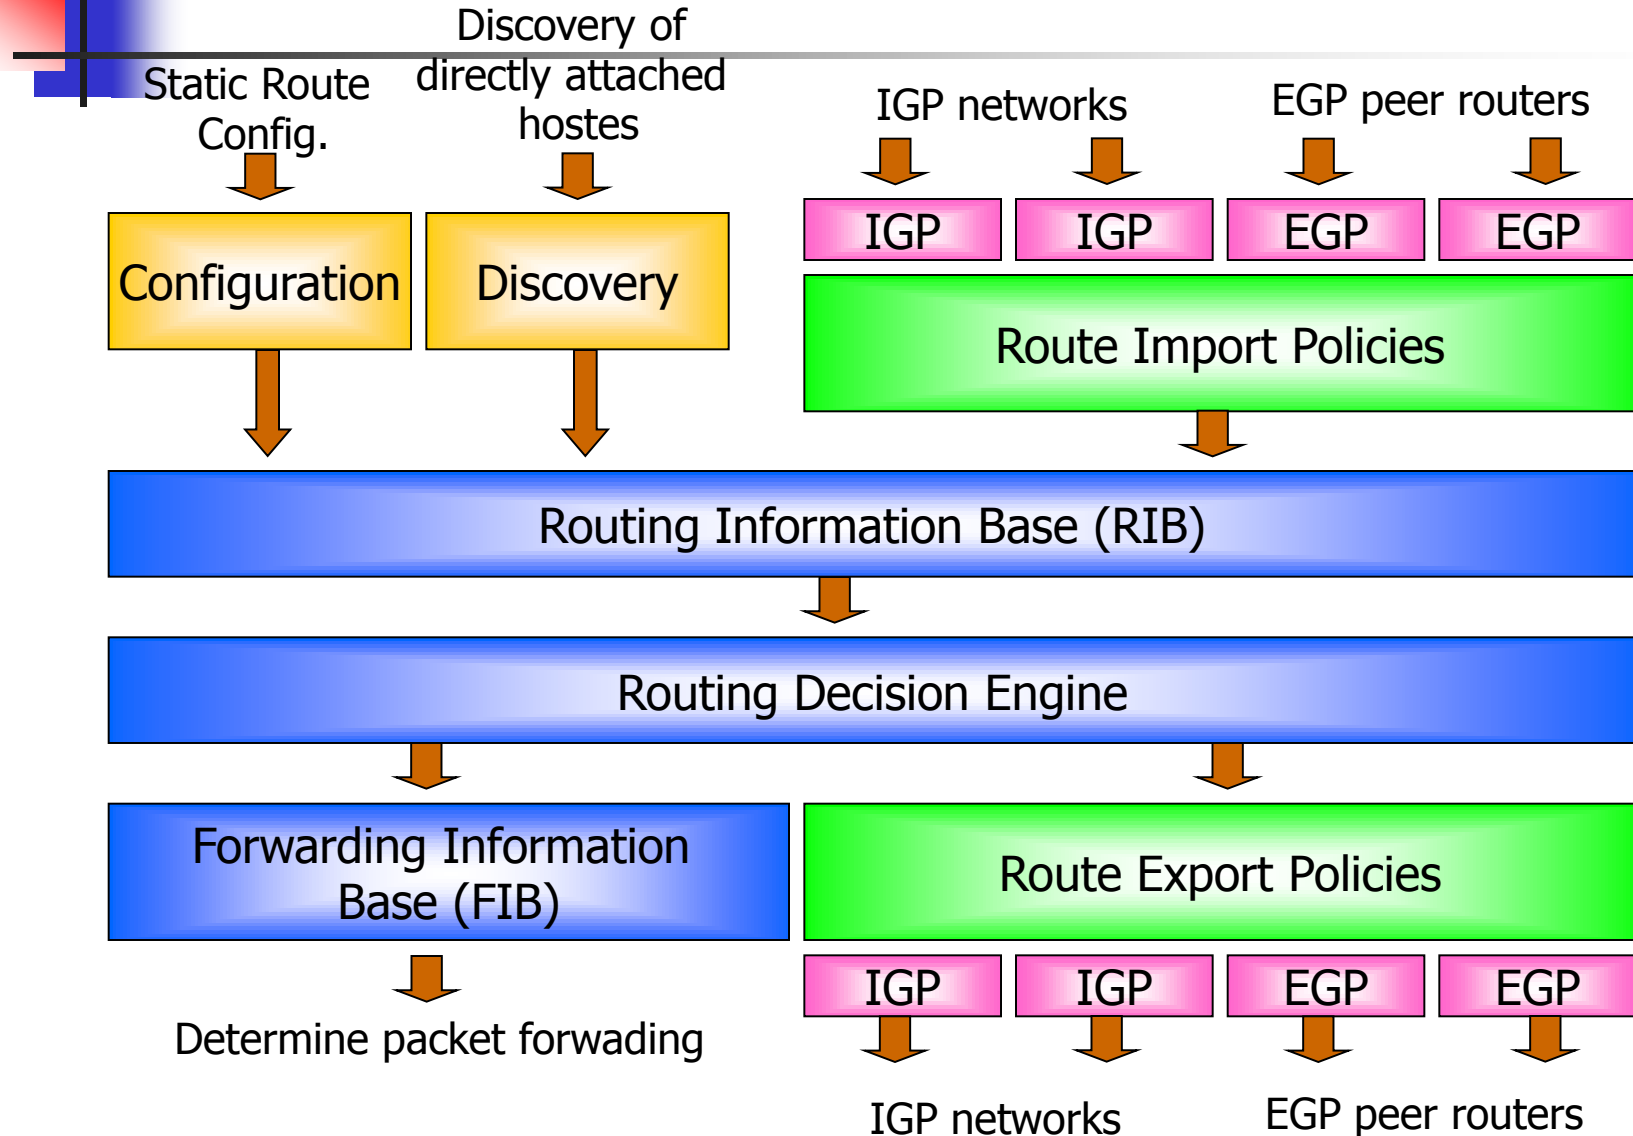 Discovery of
directly attached
hostes
Static Route
Config.
IGP networks
EGP peer routers
IGP
IGP
EGP
EGP
Configuration
Discovery
Route Import Policies
Routing Information Base (RIB)
Routing Decision Engine
Forwarding Information
Base (FIB)
Route Export Policies
IGP
IGP
EGP
EGP
Determine packet forwading
IGP networks
EGP peer routers